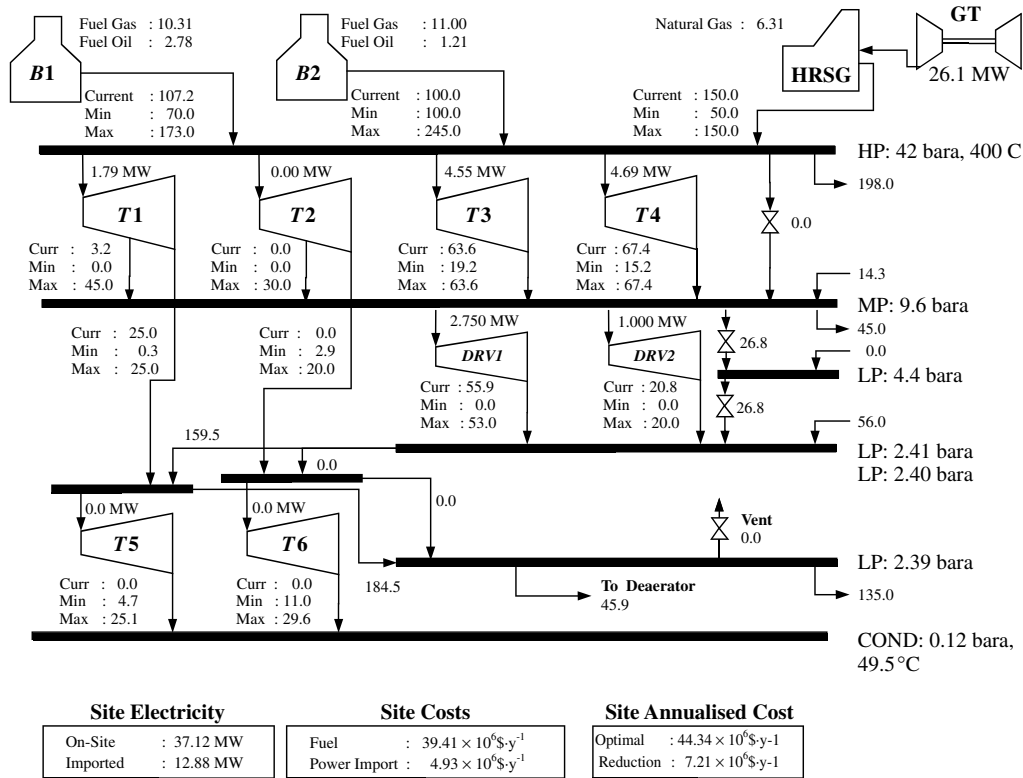 Fuel Gas : 10.31
Fuel Oil : 2.78
B1
Fuel Gas : 11.00
Fuel Oil : 1.21
B2
Natural Gas : 6.31
HRSG
GT
26.1 MW
Current : 107.2
Min : 70.0
Max : 173.0
Current : 100.0
Min : 100.0
Max : 245.0
Current : 150.0
Min : 50.0
Max : 150.0
HP: 42 bara, 400 C
1.79 MW
T1
0.00 MW
T2
4.55 MW
T3
4.69 MW
T4
0.0
198.0
Curr : 3.2
Min : 0.0
Max : 45.0
Curr : 0.0
Min : 0.0
Max : 30.0
Curr : 63.6
Min : 19.2
Max : 63.6
Curr : 67.4
Min : 15.2
Max : 67.4
14.3
MP: 9.6 bara
45.0
Curr : 25.0
Min : 0.3
Max : 25.0
Curr : 0.0
Min : 2.9
Max : 20.0
2.750 MW
DRV1
1.000 MW
DRV2
26.8
0.0
LP: 4.4 bara
Curr : 55.9
Min : 0.0
Max : 53.0
Curr : 20.8
Min : 0.0
Max : 20.0
26.8
56.0
159.5
LP: 2.41 bara
0.0
LP: 2.40 bara
0.0
0.0 MW
T5
0.0 MW
T6
Vent
0.0
LP: 2.39 bara
Curr : 0.0
Min : 4.7
Max : 25.1
Curr : 0.0
Min : 11.0
Max : 29.6
184.5
To Deaerator
45.9
135.0
COND: 0.12 bara,
49.5°C
Site Electricity
On-Site : 37.12 MW
Imported : 12.88 MW
Site Costs
Fuel : 39.41 × 10⁶$·y⁻¹
Power Import : 4.93 × 10⁶$·y⁻¹
Site Annualised Cost
Optimal : 44.34 × 10⁶$·y-1
Reduction : 7.21 × 10⁶$·y-1